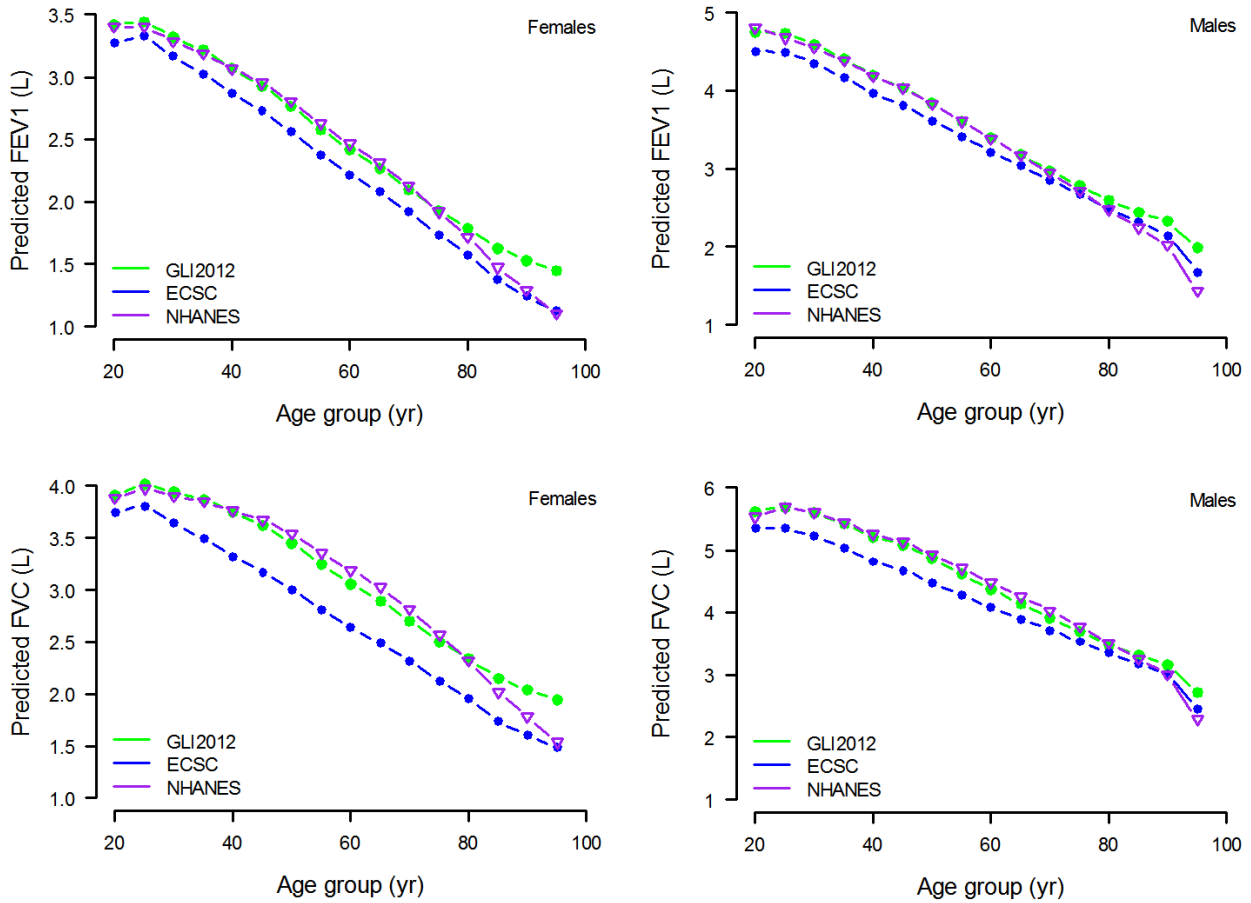 Females
Predicted FEV1 (L)
3.5
3.0
2.5
2.0
1.5
1.0
GLI2012
ECSC
NHANES
20 40 60 80 100
Age group (yr)
Males
Predicted FEV1 (L)
5
4
3
2
1
GLI2012
ECSC
NHANES
20 40 60 80 100
Age group (yr)
Females
Predicted FVC (L)
4.0
3.5
3.0
2.5
2.0
1.5
1.0
GLI2012
ECSC
NHANES
20 40 60 80 100
Age group (yr)
Males
Predicted FVC (L)
6
5
4
3
2
1
GLI2012
ECSC
NHANES
20 40 60 80 100
Age group (yr)